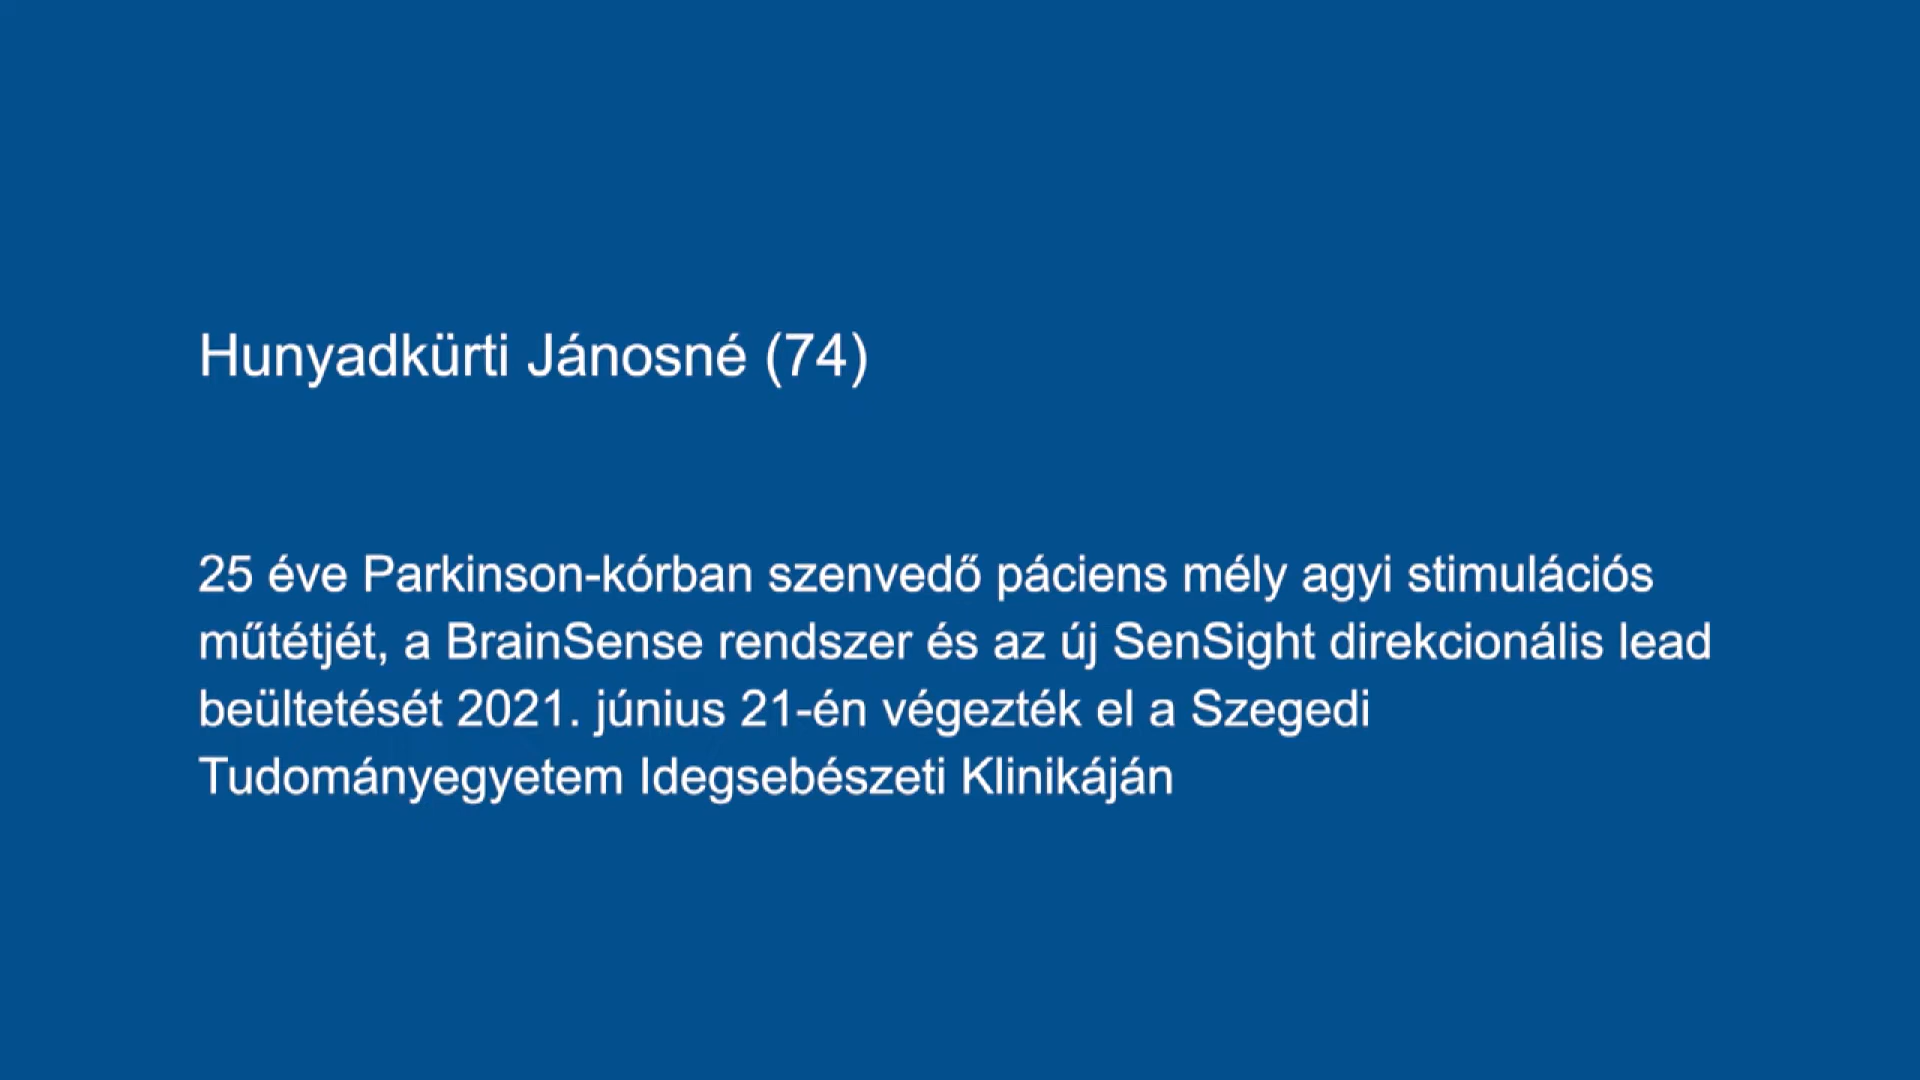 Hunyadkürti Jánosné (74)
25 éve Parkinson-kórban szenvedő páciens mély agyi stimulációs
műtétjét, a BrainSense rendszer és az új SenSight direkcionális lead
beültetését 2021. június 21-én végezték el a Szegedi
Tudományegyetem Idegsebészeti Klinikáján